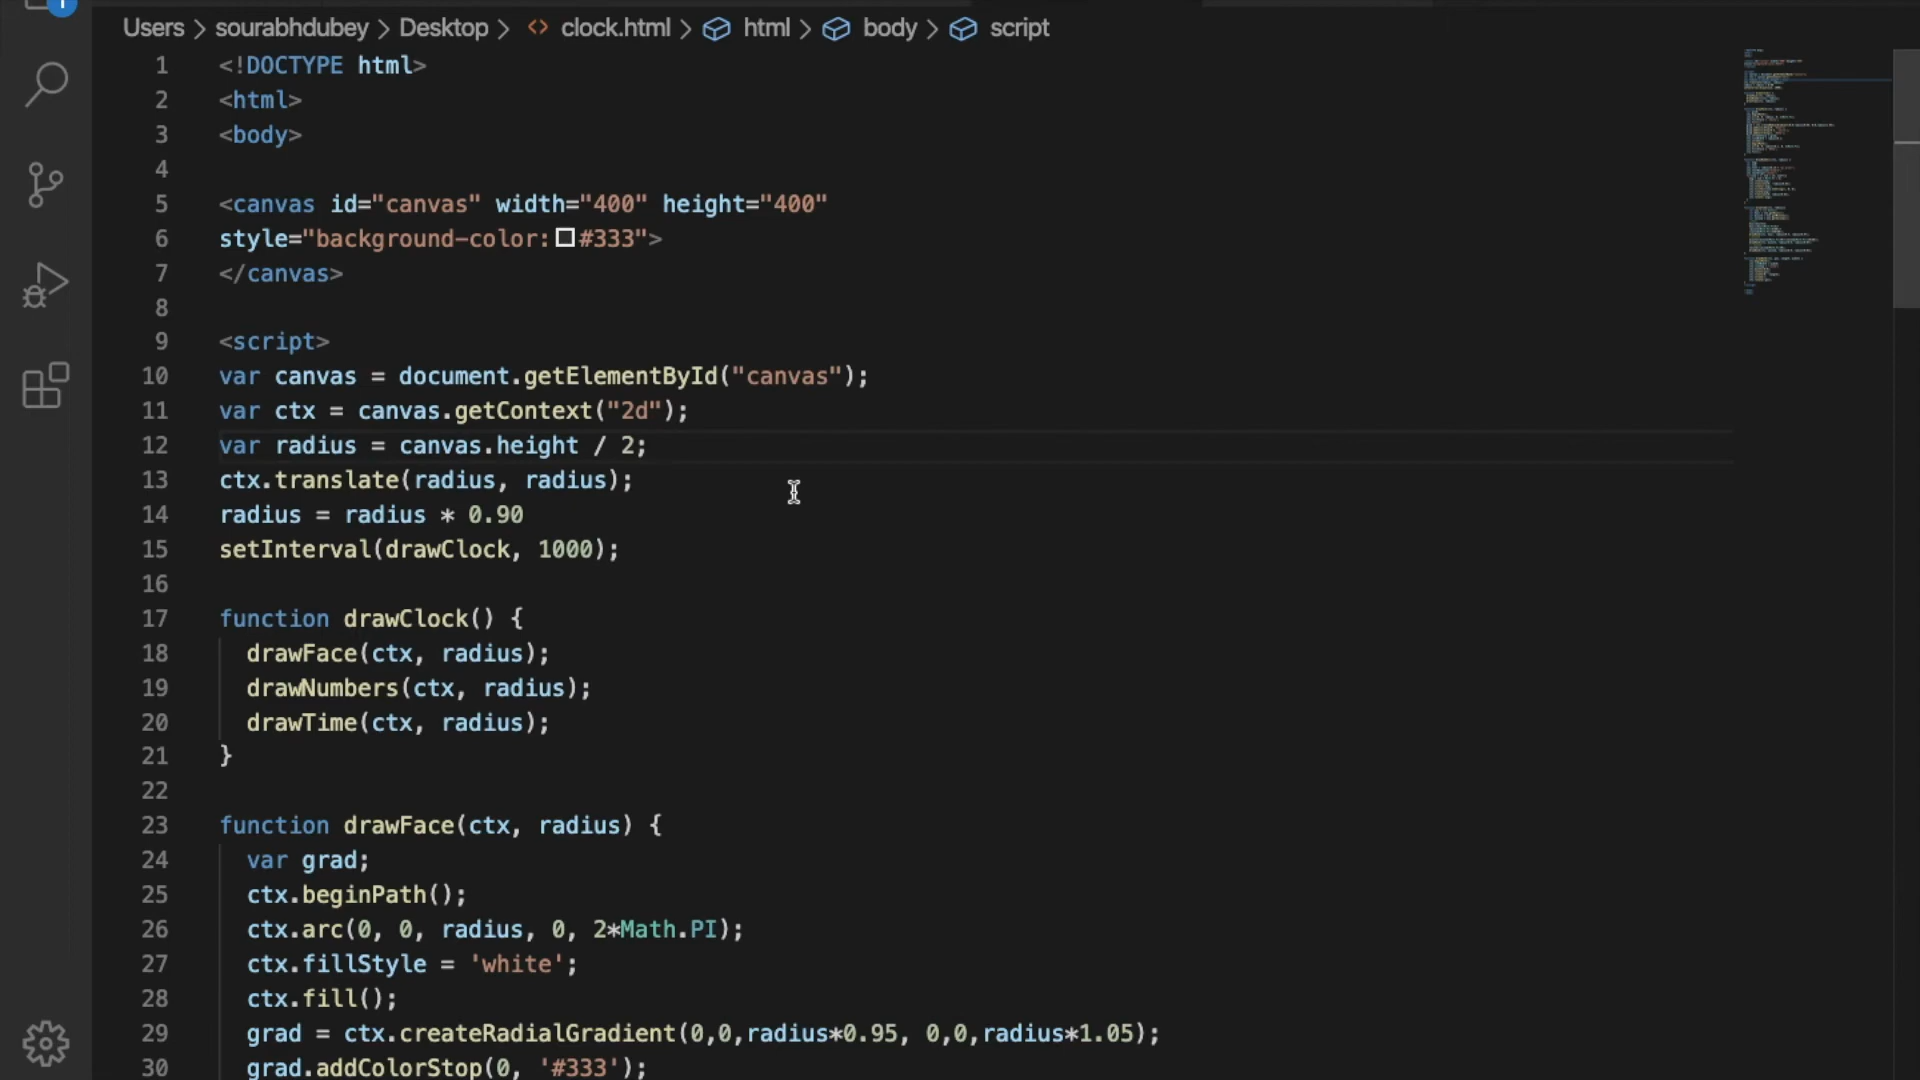 1
Users > sourabhdubey > Desktop > <> clock.html > html > body > script
1 <!DOCTYPE html>
2 <html>
3 <body>
4
5 <canvas id="canvas" width="400" height="400"
6 style="background-color:#333">
7 </canvas>
8
9 <script>
10 var canvas = document.getElementById("canvas");
11 var ctx = canvas.getContext("2d");
12 var radius = canvas.height / 2;
13 ctx.translate(radius, radius);
14 radius = radius * 0.90
15 setInterval(drawClock, 1000);
16
17 function drawClock() {
18 drawFace(ctx, radius);
19 drawNumbers(ctx, radius);
20 drawTime(ctx, radius);
21 }
22
23 function drawFace(ctx, radius) {
24 var grad;
25 ctx.beginPath();
26 ctx.arc(0, 0, radius, 0, 2*Math.PI);
27 ctx.fillStyle = 'white';
28 ctx.fill();
29 grad = ctx.createRadialGradient(0,0,radius*0.95, 0,0,radius*1.05);
30 grad.addColorStop(0, '#333');